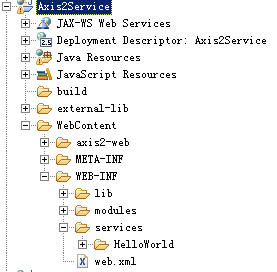 Axis2Service
JAX-WS Web Services
Deployment Descriptor: Axis2Service
Java Resources
JavaScript Resources
build
external-lib
WebContent
axis2-web
META-INF
WEB-INF
lib
modules
services
HelloWorld
web.xml